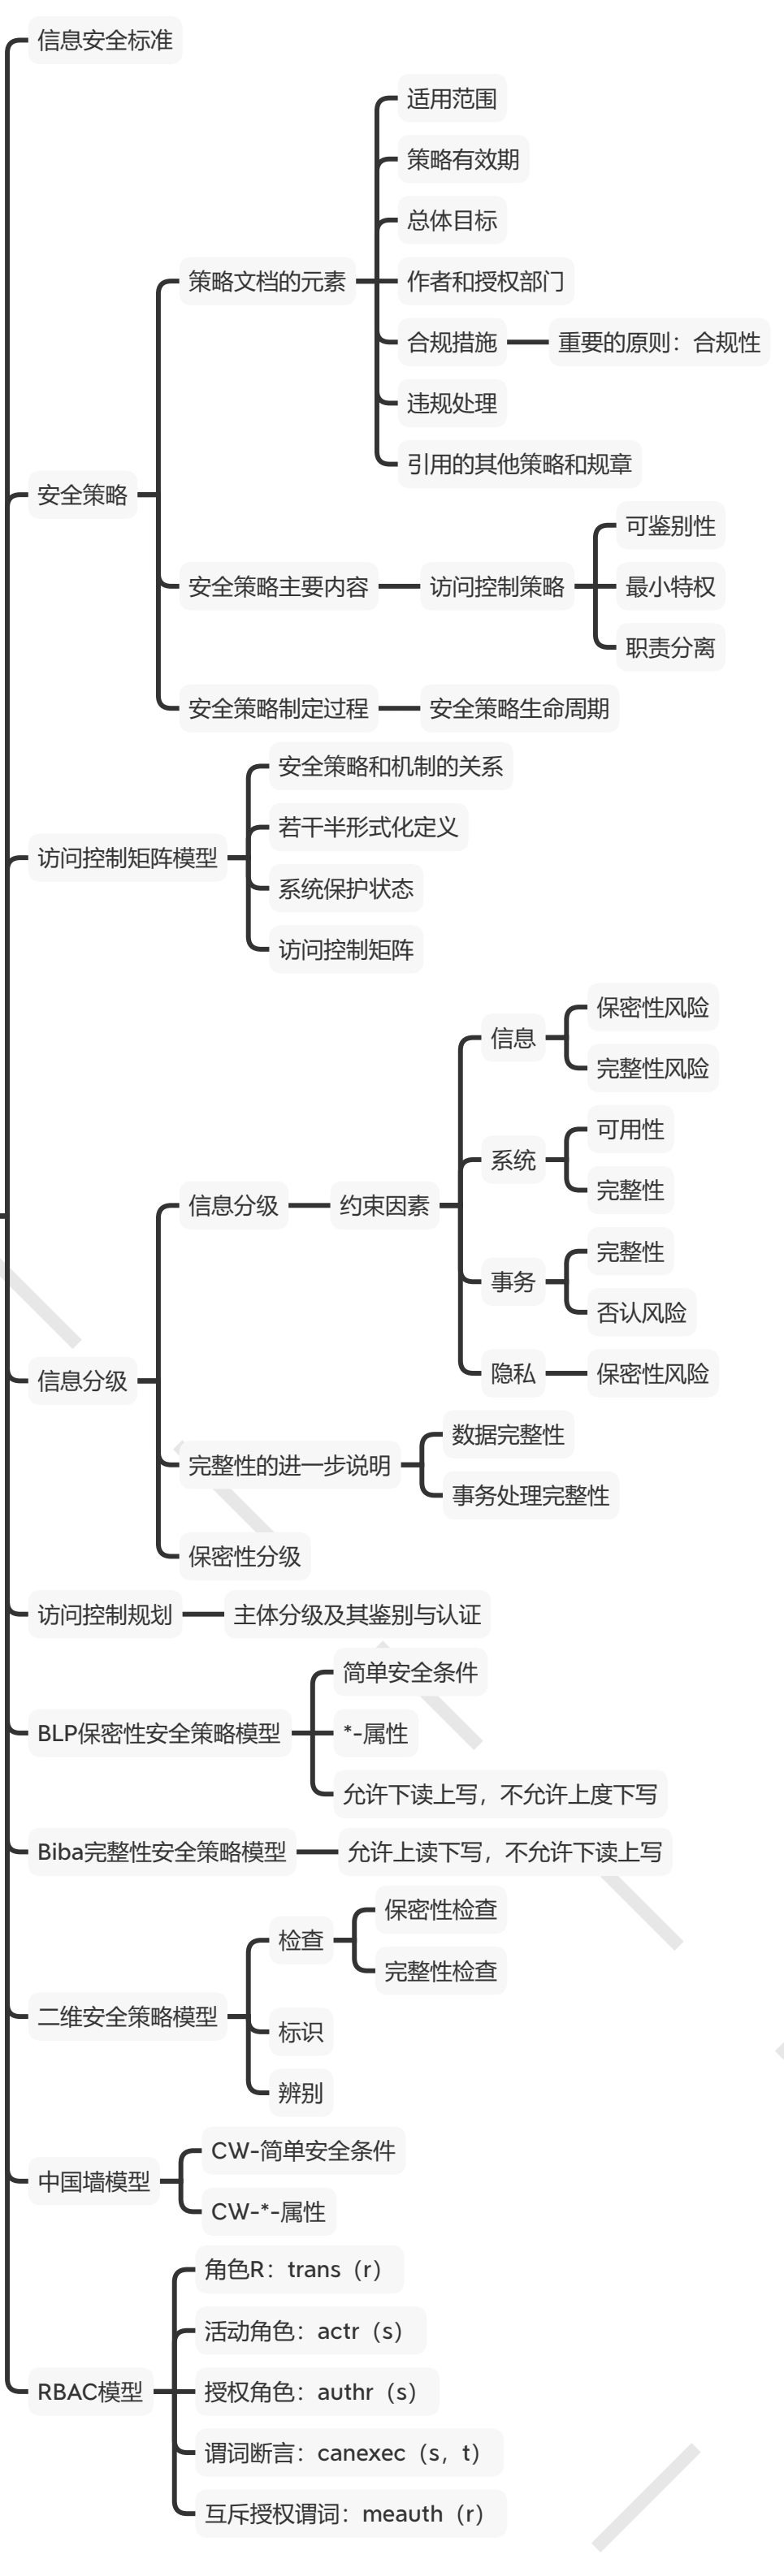 信息安全标准
适用范围
策略有效期
总体目标
策略文档的元素
作者和授权部门
合规措施
重要的原则：合规性
违规处理
引用的其他策略和规章
安全策略
可鉴别性
安全策略主要内容
访问控制策略
最小特权
职责分离
安全策略制定过程
安全策略生命周期
安全策略和机制的关系
若干半形式化定义
访问控制矩阵模型
系统保护状态
访问控制矩阵
保密性风险
信息
完整性风险
可用性
系统
完整性
信息分级
约束因素
完整性
事务
否认风险
隐私
保密性风险
信息分级
数据完整性
完整性的进一步说明
事务处理完整性
保密性分级
访问控制规划
主体分级及其鉴别与认证
简单安全条件
BLP保密性安全策略模型
*-属性
允许下读上写，不允许上度下写
Biba完整性安全策略模型
允许上读下写，不允许下读上写
保密性检查
检查
完整性检查
二维安全策略模型
标识
辨别
CW-简单安全条件
中国墙模型
CW-*-属性
角色R：trans（r）
活动角色：actr（s）
RBAC模型
授权角色：authr（s）
谓词断言：canexec（s，t）
互斥授权谓词：meauth（r）